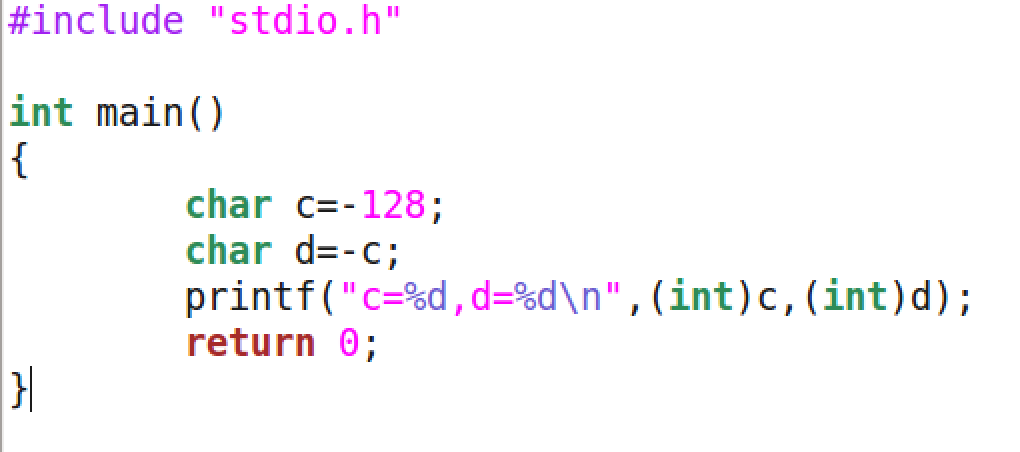 #include "stdio.h"
int main()
{
char c=-128;
char d=-c;
printf("c=%d,d=%d\n",(int)c,(int)d);
return 0;
}